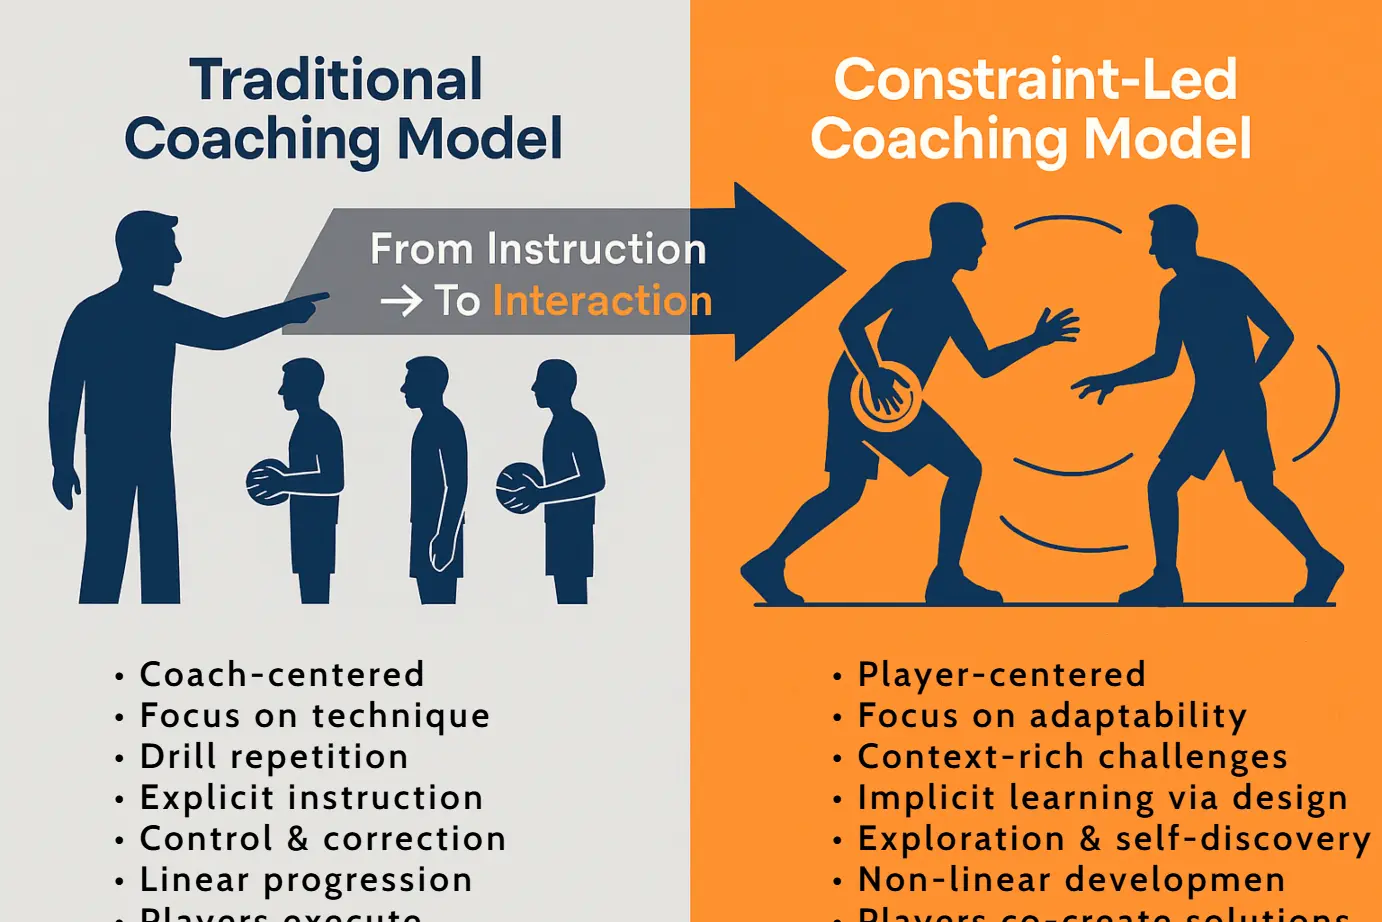 Traditional
Coaching Model
Constraint-Led
Coaching Model
From Instruction
→ To Interaction
• Coach-centered
• Focus on technique
• Drill repetition
• Explicit instruction
• Control & correction
• Linear progression
• Players execute
• Player-centered
• Focus on adaptability
• Context-rich challenges
• Implicit learning via design
• Exploration & self-discovery
• Non-linear developmen
• Players co-create solutions